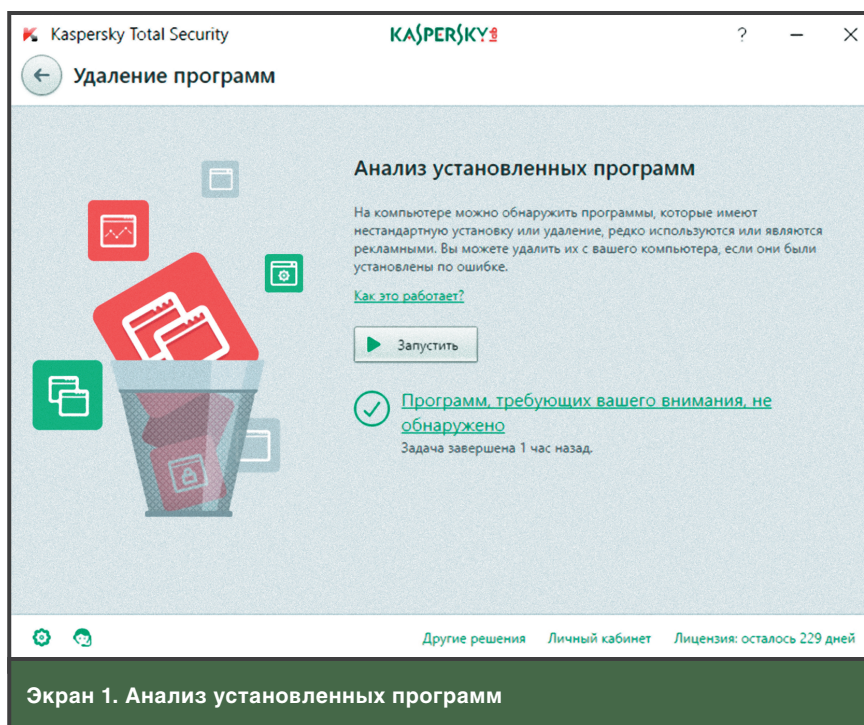 Kaspersky Total Security
KASPERSKY
?
Удаление программ
Анализ установленных программ
На компьютере можно обнаружить программы, которые имеют
нестандартную установку или удаление, редко используются или являются
рекламными. Вы можете удалить их с вашего компьютера, если они были
установлены по ошибке.
Как это работает?
Запустить
Программ, требующих вашего внимания, не
обнаружено
Задача завершена 1 час назад.
Другие решения Личный кабинет Лицензия: осталось 229 дней
Экран 1. Анализ установленных программ